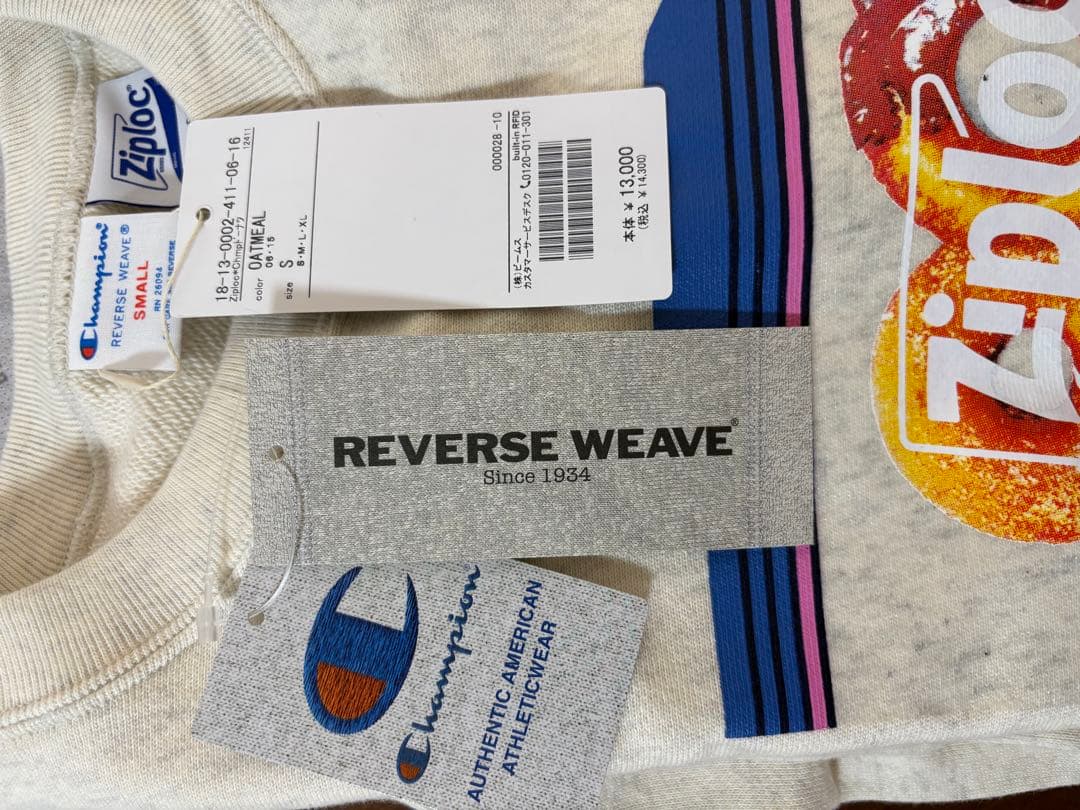 Ziploc
Champion
REVERSE WEAVE®
SMALL
RN 26094
REVERSE
18-13-0002-411-06-16
12411
color OATMEAL
06・15
size S
S・M・L・XL
000028-10
built-in RFID
(株)ビームス
カスタマーサービスデスク 0120-011-301
本体 ¥13,000
(税込 ¥14,300)
REVERSE WEAVE®
Since 1934
Champion
AUTHENTIC AMERICAN
ATHLETICWEAR
Ziploc